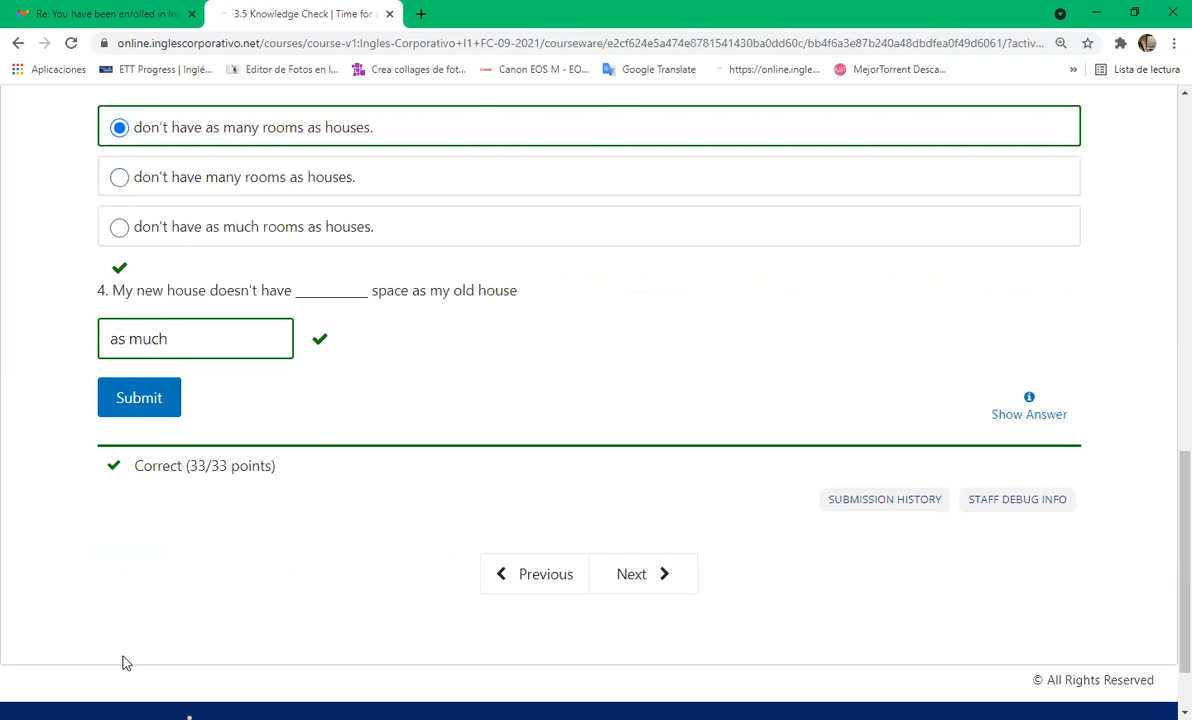 Re: You have been enrolled in In
3.5 Knowledge Check | Time for a
online.inglescorporativo.net/courses/course-v1:Ingles-Corporativo+I1+FC-09-2021/courseware/e2cf624e5a474e8781541430ba0dd60c/bb4f6a3e87b240a48dbdfea0f49d6061/?activ...
Aplicaciones
ETT Progress | Inglé...
Editor de Fotos en l...
Crea collages de fot...
Canon EOS M - EO...
Google Translate
https://online.ingle...
MejorTorrent Desca...
»
Lista de lectura
don't have as many rooms as houses.
don't have many rooms as houses.
don't have as much rooms as houses.
4. My new house doesn't have _________ space as my old house
as much
Submit
Show Answer
Correct (33/33 points)
SUBMISSION HISTORY
STAFF DEBUG INFO
Previous
Next
© All Rights Reserved